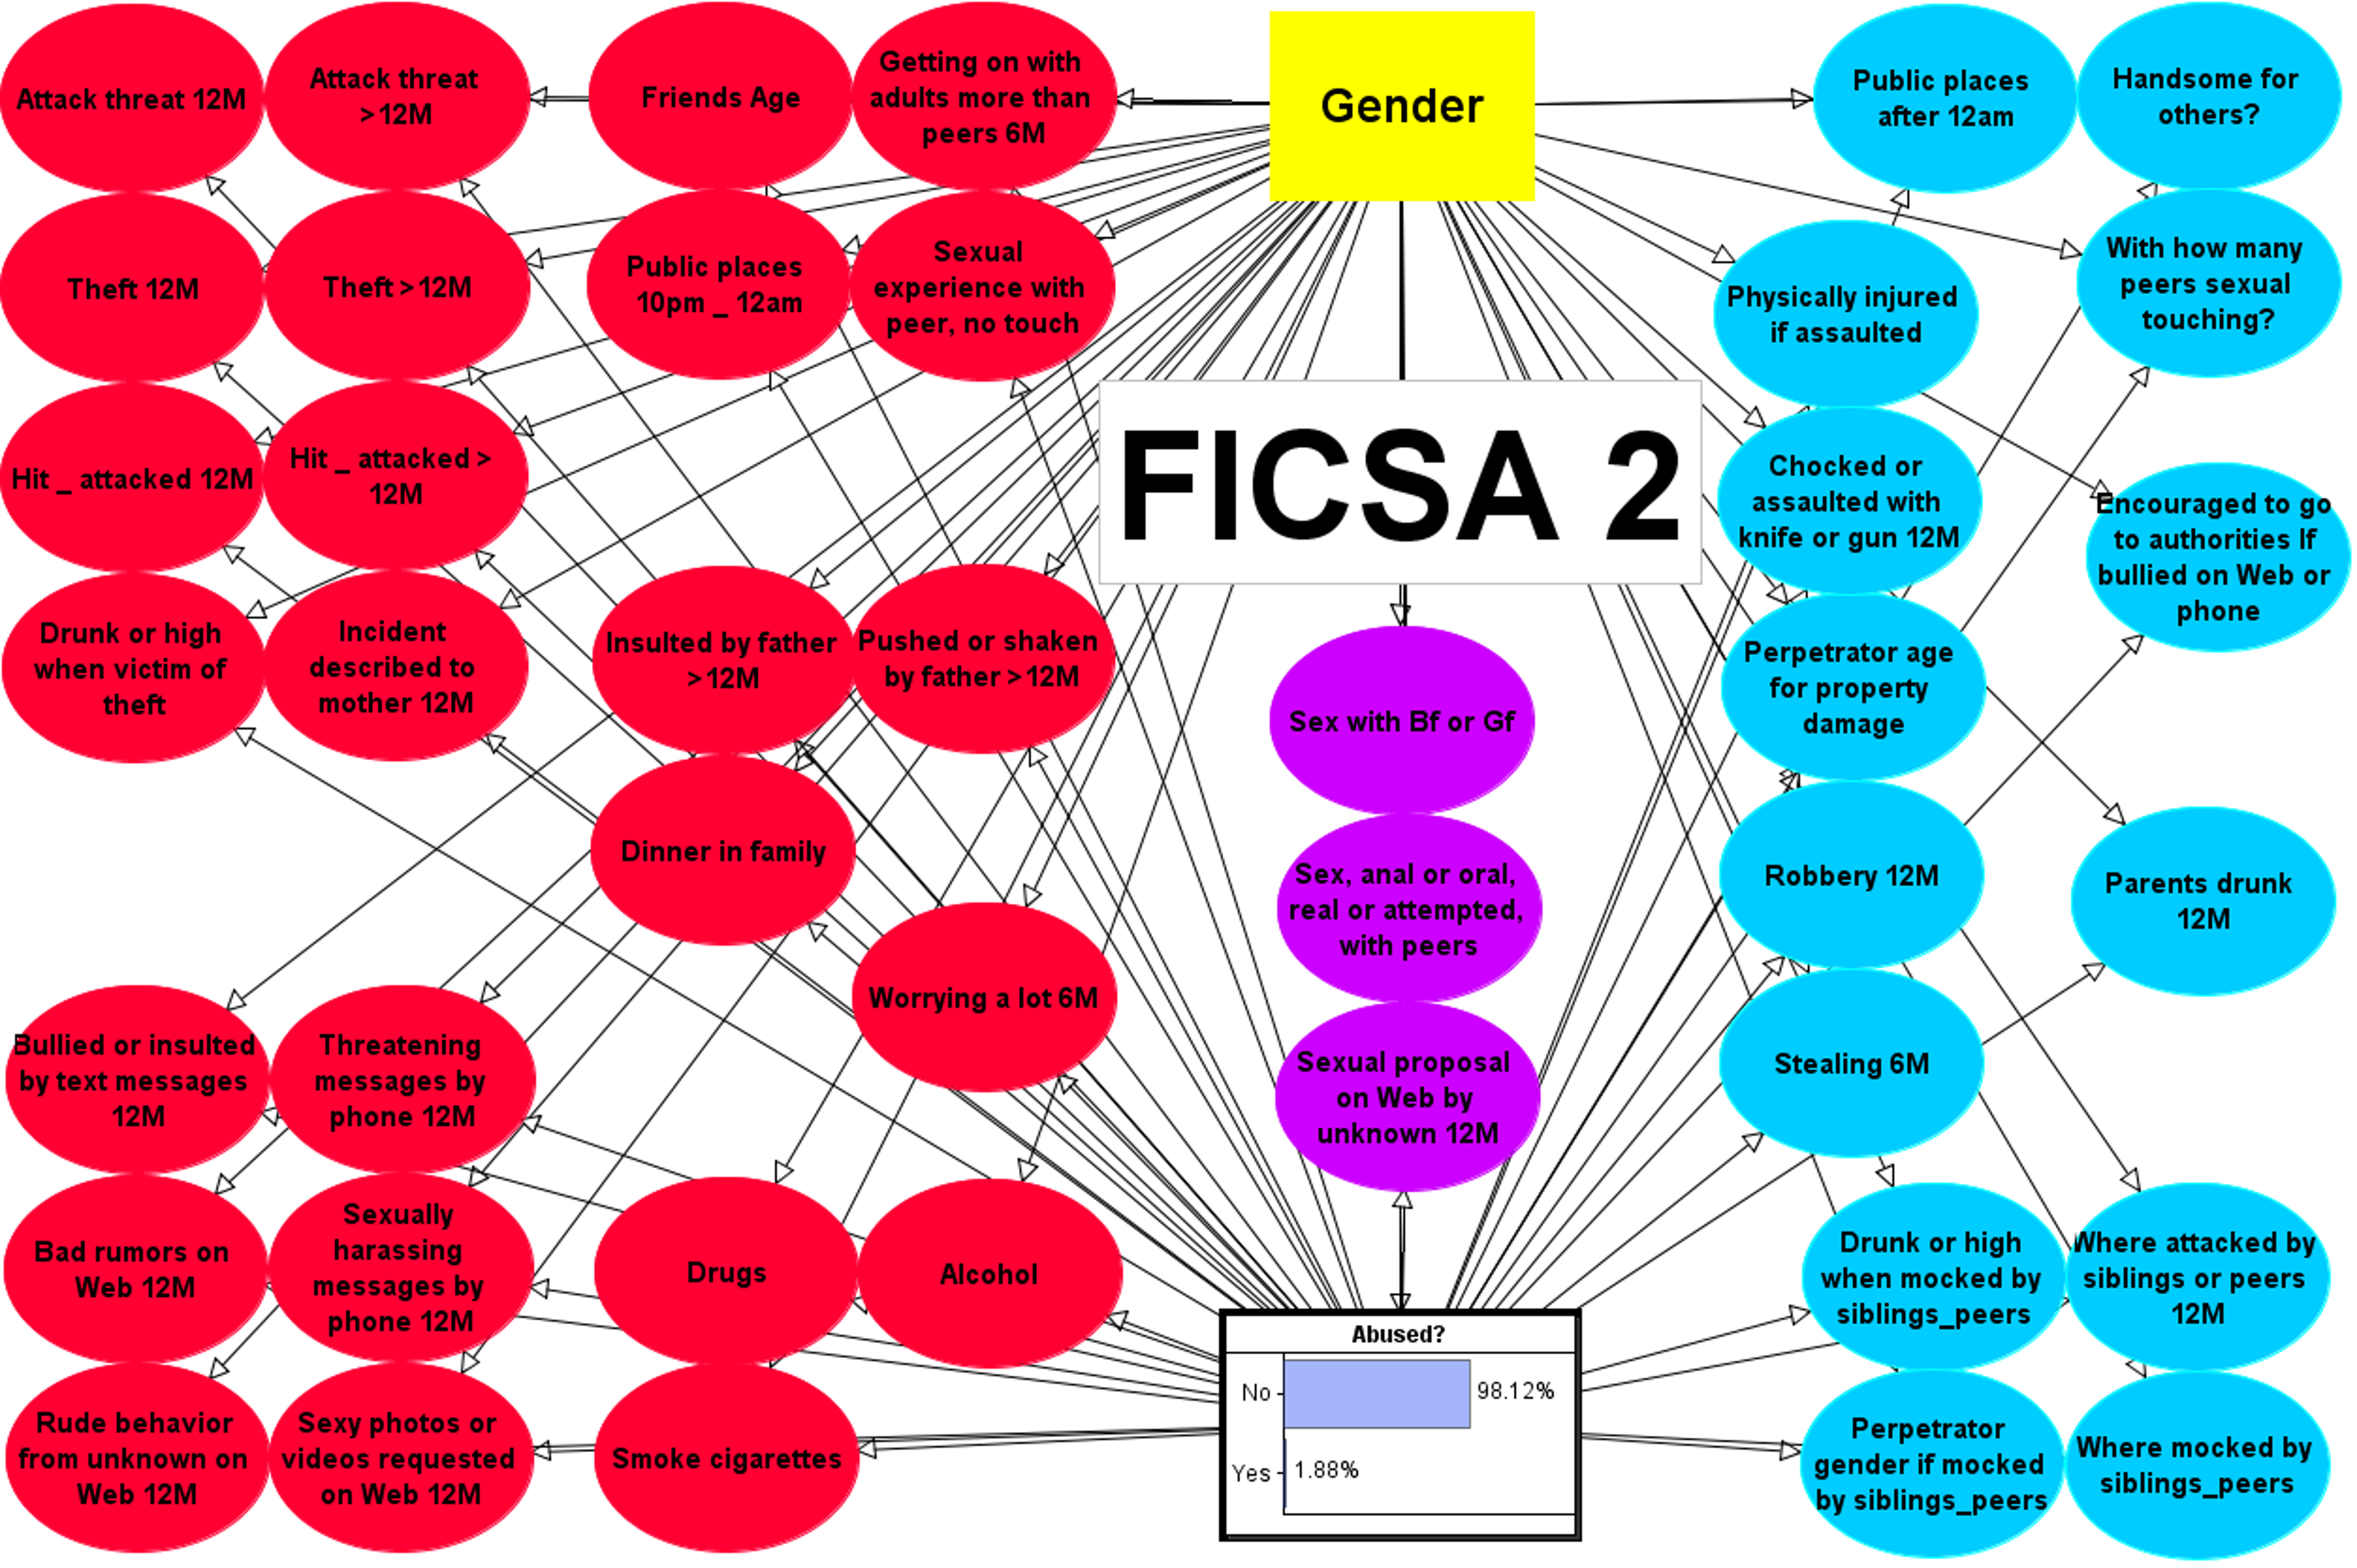 Attack threat 12M
Attack threat
>12M
Friends Age
Getting on with
adults more than
peers 6M
Gender
Public places
after 12am
Handsome for
others?
Theft 12M
Theft >12M
Public places
10pm _ 12am
Sexual
experience with
peer, no touch
Physically injured
if assaulted
With how many
peers sexual
touching?
Hit _ attacked 12M
Hit _ attacked >
12M
FICSA 2
Chocked or
assaulted with
knife or gun 12M
Encouraged to go
to authorities If
bullied on Web or
phone
Drunk or high
when victim of
theft
Incident
described to
mother 12M
Insulted by father
>12M
Pushed or shaken
by father >12M
Sex with Bf or Gf
Perpetrator age
for property
damage
Dinner in family
Sex, anal or oral,
real or attempted,
with peers
Robbery 12M
Parents drunk
12M
Worrying a lot 6M
Bullied or insulted
by text messages
12M
Threatening
messages by
phone 12M
Sexual proposal
on Web by
unknown 12M
Stealing 6M
Bad rumors on
Web 12M
Sexually
harassing
messages by
phone 12M
Drugs
Alcohol
Drunk or high
when mocked by
siblings_peers
Where attacked by
siblings or peers
12M
Rude behavior
from unknown on
Web 12M
Sexy photos or
videos requested
on Web 12M
Smoke cigarettes
Abused?
No
98.12%
Yes
1.88%
Perpetrator
gender if mocked
by siblings_peers
Where mocked by
siblings_peers